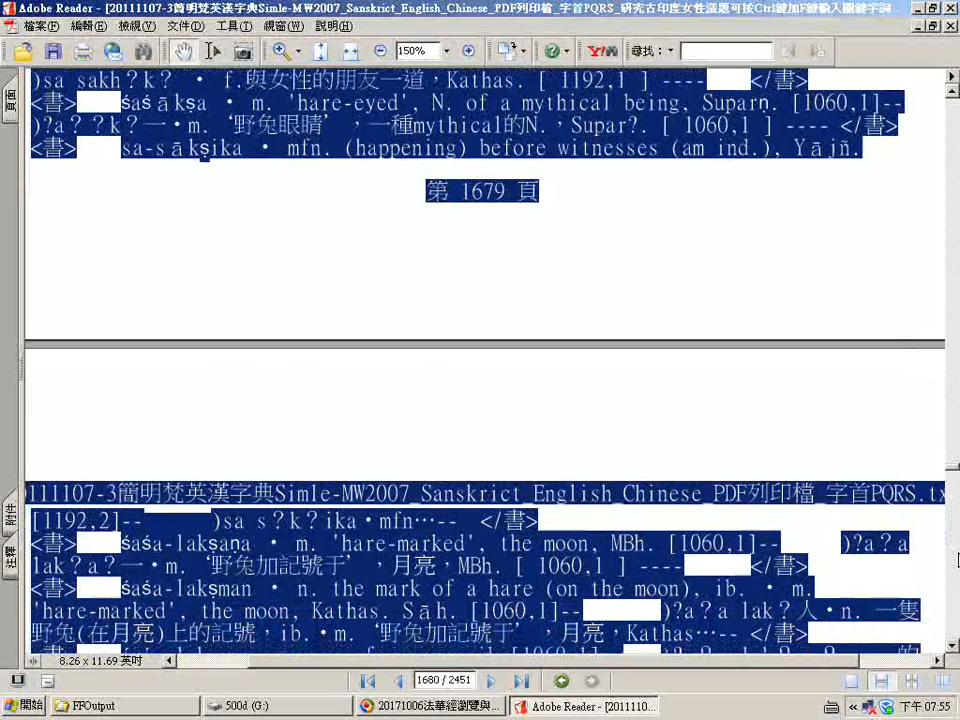 Adobe Reader - [20111107-3簡明梵英漢字典Simle-MW2007_Sanskrict_English_Chinese_PDF列印檔_字首PQRS_研究古印度女性議題可按Ctrl鍵加F鍵輸入關鍵字詞
檔案(F) 編輯(E) 檢視(V) 文件(D) 工具(T) 視窗(W) 說明(H)
150% 尋找:
頁面
)sa sakh?k? • f.與女性的朋友一道,Kathas. [ 1192,1 ] ---- </書>
<書> śaśākṣa • m. 'hare-eyed', N. of a mythical being, Suparṇ. [1060,1]--
)?a??k?一•m.‘野兔眼睛’,一種mythical的N.,Supar?. [ 1060,1 ] ---- </書>
<書> sa-sākṣika • mfn. (happening) before witnesses (am ind.), Yājñ.
第 1679 頁
附件
注釋
111107-3簡明梵英漢字典Simle-MW2007_Sanskrict_English_Chinese_PDF列印檔_字首PQRS.tx
[1192,2]-- )sa s?k?ika•mfn…-- </書>
<書> śaśa-lakṣaṇa • m. 'hare-marked', the moon, MBh. [1060,1]-- )?a?a
lak?a?一•m.‘野兔加記號于’,月亮,MBh. [ 1060,1 ] ---- </書>
<書> śaśa-lakṣman • n. the mark of a hare (on the moon), ib. • m.
'hare-marked', the moon, Kathas. Sāh. [1060,1]-- )?a?a lak?人•n. 一隻
野兔(在月亮)上的記號,ib.•m.‘野兔加記號于’,月亮,Kathas…-- </書>
8.26 x 11.69 英吋
1680 / 2451
開始 FFOutput 500d (G:) 20171006法華經瀏覽與... Adobe Reader - [2011110... 下午 07:55